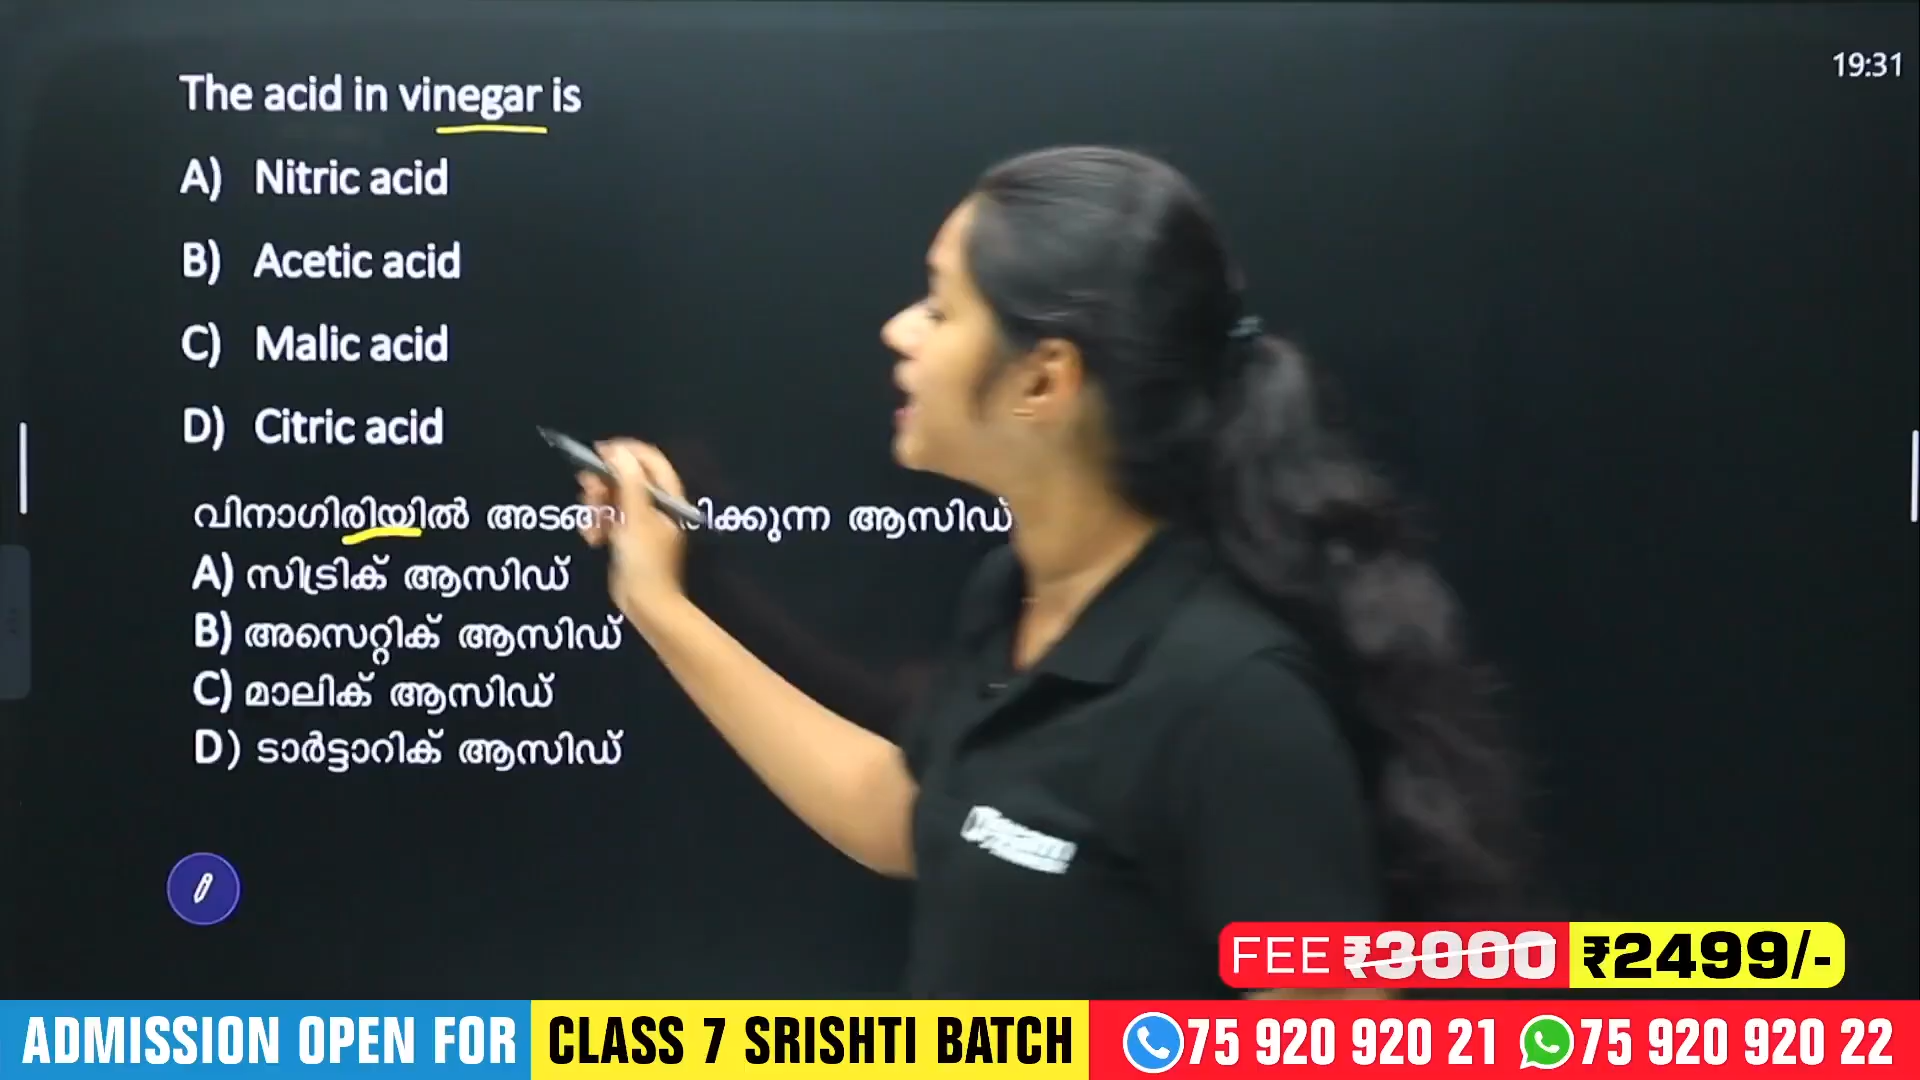 19:31
The acid in vinegar is
A) Nitric acid
B) Acetic acid
C) Malic acid
D) Citric acid
വിനാഗിരിയിൽ ആസിഡ്
A) സിട്രിക് ആസിഡ്
B) അസെറ്റിക് ആസിഡ്
C) മാലിക് ആസിഡ്
D) ടാർട്ടാറിക് ആസിഡ്
FEE ₹3000 ₹2499/-
ADMISSION OPEN FOR CLASS 7 SRISHTI BATCH 75 920 920 21 75 920 920 22